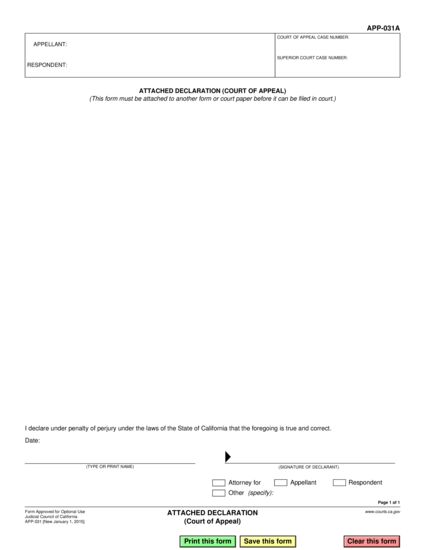 APP-031A
COURT OF APPEAL CASE NUMBER:
APPELLANT:
SUPERIOR COURT CASE NUMBER:
RESPONDENT:
ATTACHED DECLARATION (COURT OF APPEAL)
(This form must be attached to another form or court paper before it can be filed in court.)
I declare under penalty of perjury under the laws of the State of California that the foregoing is true and correct.
Date:
(TYPE OR PRINT NAME)
(SIGNATURE OF DECLARANT)
Attorney for
Appellant
Respondent
Other (specify):
Page 1 of 1
Form Approved for Optional Use
Judicial Council of California
APP-031 [New January 1, 2015]
ATTACHED DECLARATION
(Court of Appeal)
www.courts.ca.gov
Print this form
Save this form
Clear this form